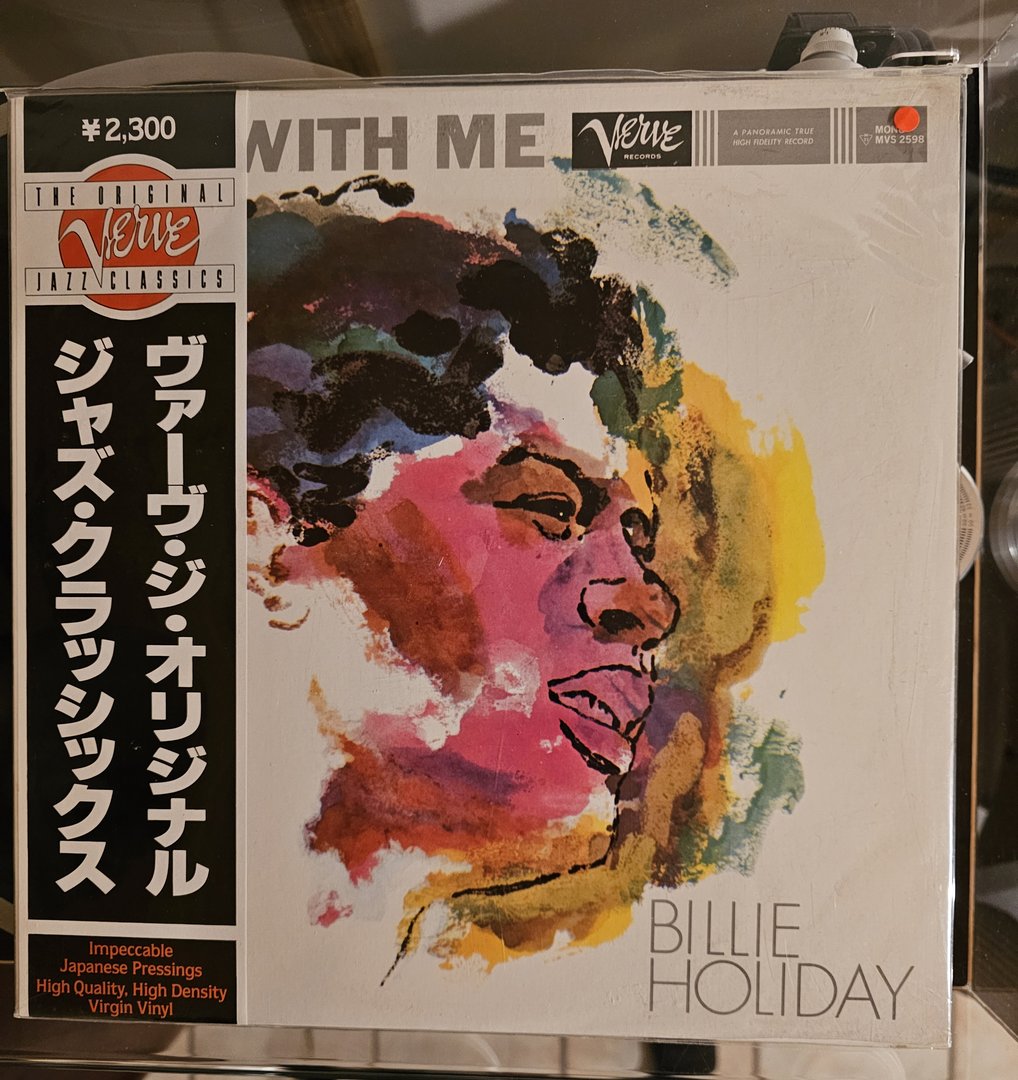 ¥2,300
THE ORIGINAL
Verve
JAZZ CLASSICS
ヴァーヴ・ジ・オリジナル
ジャズ・クラッシックス
Impeccable
Japanese Pressings
High Quality, High Density
Virgin Vinyl
WITH ME
Verve
RECORDS
A PANORAMIC TRUE
HIGH FIDELITY RECORD
MONO
MVS 2598
BILLIE
HOLIDAY